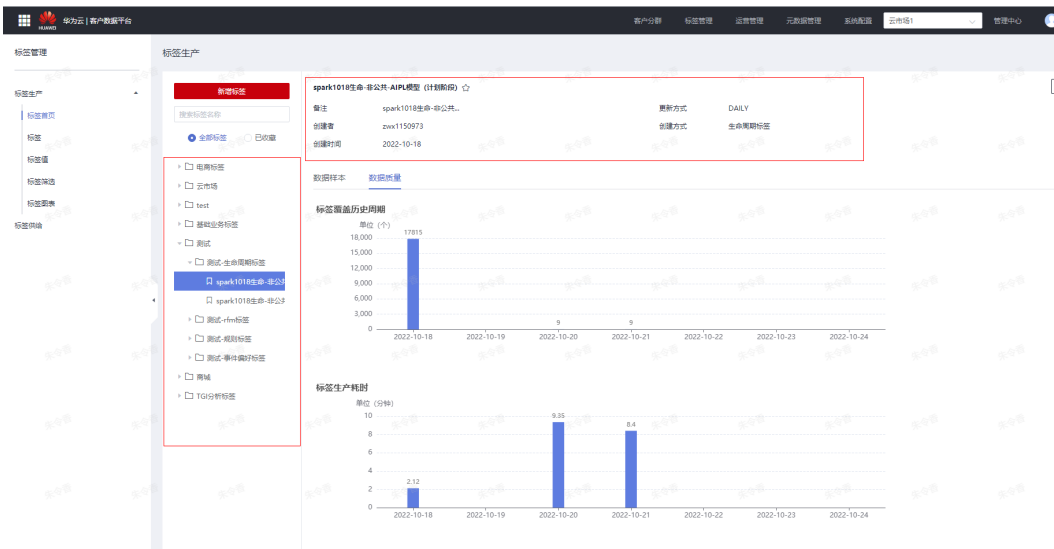 HUAWEI
华为云 | 客户数据平台
客户分群 标签管理 运营管理 元数据管理 系统配置 云市场1 管理中心
标签管理
标签生产
标签首页
标签
标签值
标签筛选
标签图表
标签供给
标签生产
新增标签
搜索标签名称
全部标签 已收藏
电商标签
云市场
test
基础业务标签
测试
测试-生命周期标签
spark1018生命-非公共
spark1018生命-非公共
测试-rfm标签
测试-规则标签
测试-事件偏好标签
商城
TGI分析标签
spark1018生命-非公共-AIPL模型 (计划阶段)
备注 spark1018生命-非公共... 更新方式 DAILY
创建者 zwx1150973 创建方式 生命周期标签
创建时间 2022-10-18
数据样本 数据质量
标签覆盖历史周期
单位 (个)
17815
18,000
15,000
12,000
9,000
6,000
3,000
0
9 9
2022-10-18 2022-10-19 2022-10-20 2022-10-21 2022-10-22 2022-10-23 2022-10-24
标签生产耗时
单位 (分钟)
10
8
6
4
2
0
2.12 9.35 8.4
2022-10-18 2022-10-19 2022-10-20 2022-10-21 2022-10-22 2022-10-23 2022-10-24